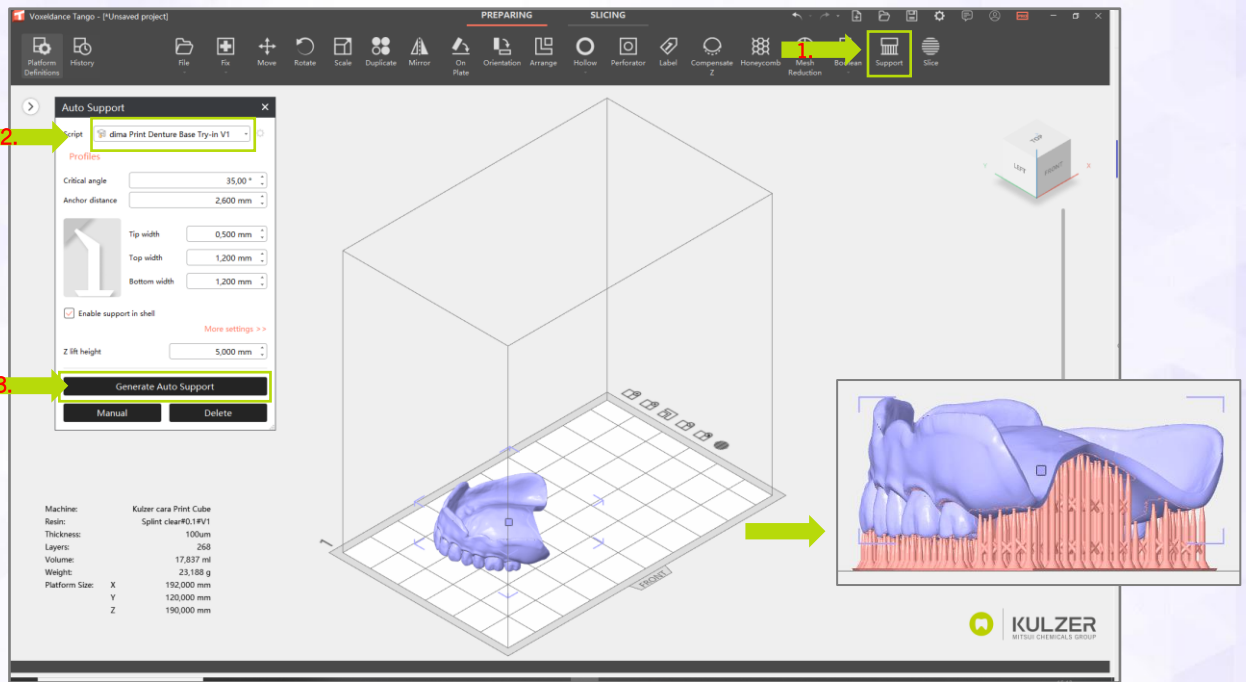 Voxeldance Tango - [*Unsaved project]
PREPARING
SLICING
Platform Definitions
History
File
Fix
Move
Rotate
Scale
Duplicate
Mirror
On Plate
Orientation
Arrange
Hollow
Perforator
Label
Compensate Z
Honeycomb
Mesh Reduction
Boolean
Support
Slice
1.
Auto Support
2.
Script
dima Print Denture Base Try-in V1
Profiles
Critical angle 35,00 °
Anchor distance 2,600 mm
Tip width 0,500 mm
Top width 1,200 mm
Bottom width 1,200 mm
Enable support in shell
More settings >>
Z lift height 5,000 mm
3.
Generate Auto Support
Manual
Delete
TOP
LEFT
FRONT
Y
X
FRONT
Machine: Kulzer cara Print Cube
Resin: Splint clear#0.1#V1
Thickness: 100um
Layers: 268
Volume: 17,837 ml
Weight: 23,188 g
Platform Size: X 192,000 mm
Y 120,000 mm
Z 190,000 mm
KULZER
MITSUI CHEMICALS GROUP